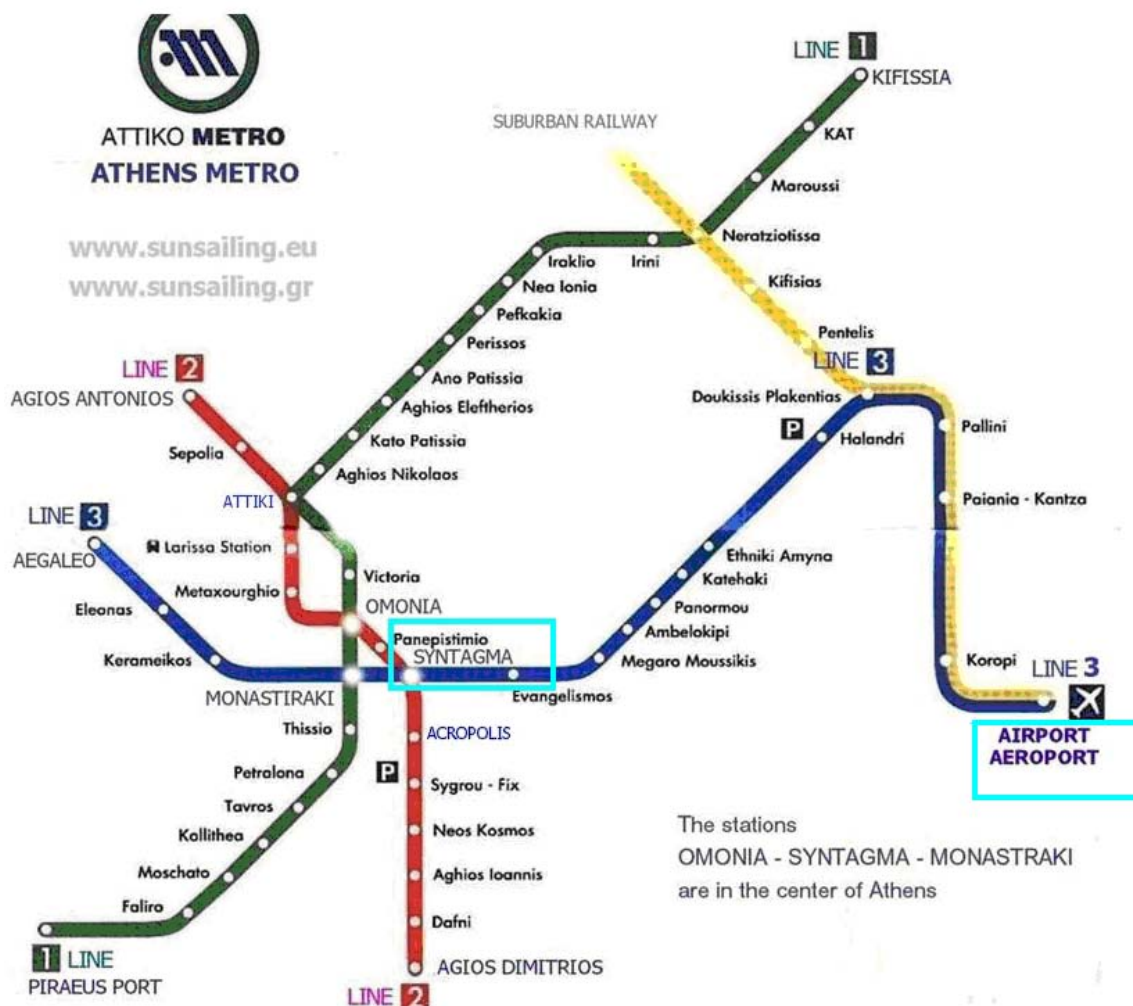 ATTIKO METRO
ATHENS METRO
www.sunsailing.eu
www.sunsailing.gr
LINE 1
KIFISSIA
SUBURBAN RAILWAY
KAT
Maroussi
Neratziotissa
Iraklio
Irini
Nea Ionia
Kifisias
Pefkakia
Perissos
Pentelis
LINE 2
LINE 3
AGIOS ANTONIOS
Ano Patissia
Doukissis Plakentias
Aghios Eleftherios
P
Pallini
Kato Patissia
Halandri
Sepolia
Aghios Nikolaos
ATTIKI
Paiania - Kantza
LINE 3
AEGALEO
Larissa Station
Ethniki Amyna
Victoria
Katehaki
Metaxourghio
Eleonas
OMONIA
Panormou
Ambelokipi
Panepistimio
SYNTAGMA
Kerameikos
Megaro Moussikis
Koropi
LINE 3
MONASTIRAKI
Evangelismos
Thissio
ACROPOLIS
AIRPORT
AEROPORT
Petralona
P
Sygrou - Fix
Tavros
Neos Kosmos
Kallithea
The stations
OMONIA - SYNTAGMA - MONASTRAKI
are in the center of Athens
Moschato
Aghios Ioannis
Faliro
Dafni
1 LINE
PIRAEUS PORT
AGIOS DIMITRIOS
LINE 2